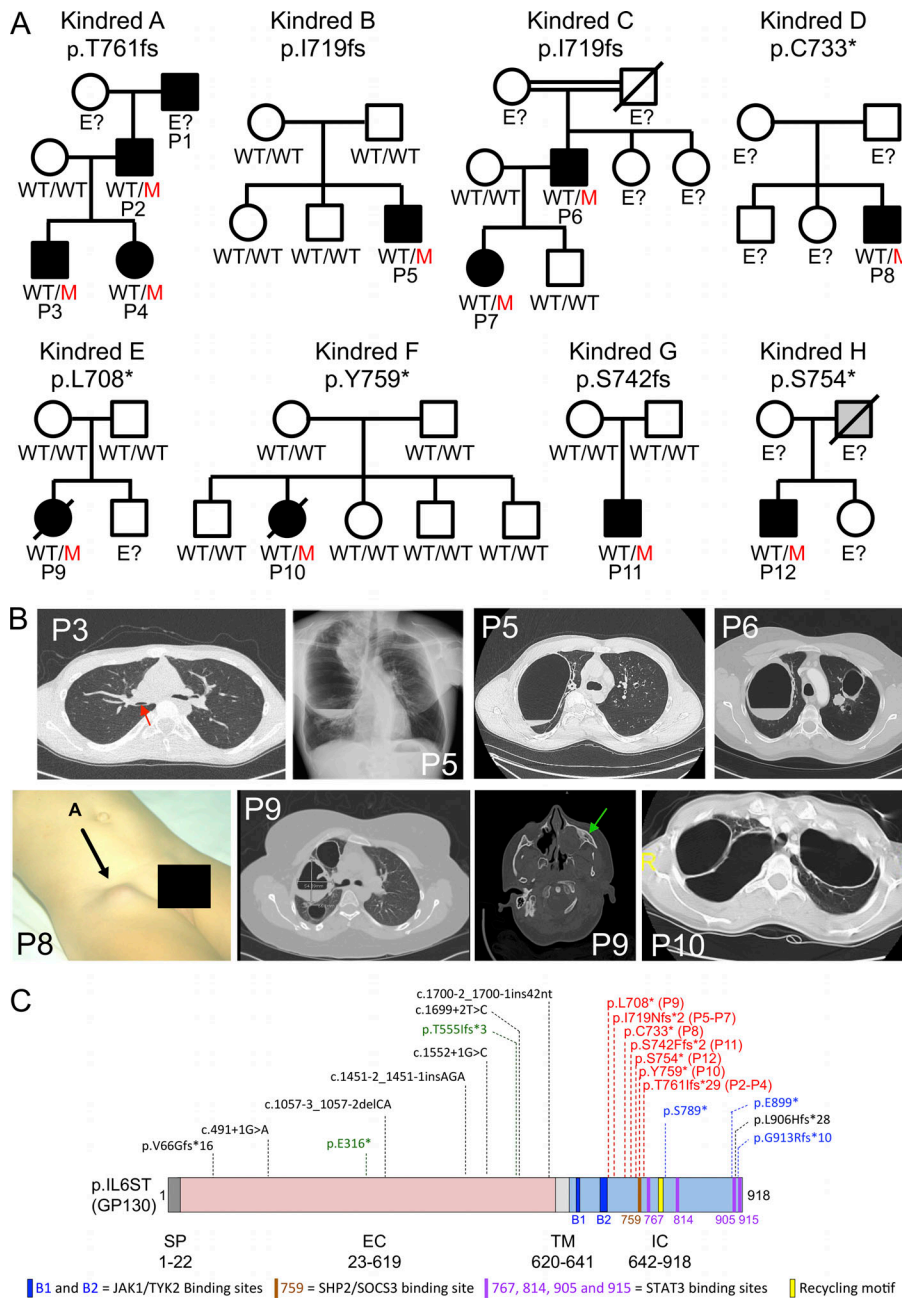 A
Kindred A
p.T761fs
Kindred B
p.I719fs
Kindred C
p.I719fs
Kindred D
p.C733*
E?
E?
P1
WT/WT
WT/M
P2
WT/M
P3
WT/M
P4
WT/WT
WT/WT
WT/WT
WT/WT
WT/M
P5
E?
E?
WT/WT
WT/M
P6
E?
E?
WT/M
P7
WT/WT
E?
E?
E?
E?
WT/M
P8
Kindred E
p.L708*
Kindred F
p.Y759*
Kindred G
p.S742fs
Kindred H
p.S754*
WT/WT
WT/WT
WT/M
P9
E?
WT/WT
WT/WT
WT/WT
WT/M
P10
WT/WT
WT/WT
WT/WT
WT/WT
WT/WT
WT/M
P11
E?
E?
WT/M
P12
E?
B
P3
P5
P5
P6
A
P8
P9
P9
R
P10
C
c.1700-2_1700-1ins42nt
c.1699+2T>C
p.T555Ifs*3
c.1552+1G>C
c.1451-2_1451-1insAGA
c.1057-3_1057-2delCA
c.491+1G>A
p.V66Gfs*16
p.E316*
p.L708* (P9)
p.I719Nfs*2 (P5-P7)
p.C733* (P8)
p.S742Ffs*2 (P11)
p.S754* (P12)
p.Y759* (P10)
p.T761Ifs*29 (P2-P4)
p.S789*
p.E899*
p.L906Hfs*28
p.G913Rfs*10
p.IL6ST
(GP130)
1
918
B1
B2
759
767
814
905
915
SP
1-22
EC
23-619
TM
620-641
IC
642-918
B1 and B2 = JAK1/TYK2 Binding sites
759 = SHP2/SOCS3 binding site
767, 814, 905 and 915 = STAT3 binding sites
Recycling motif